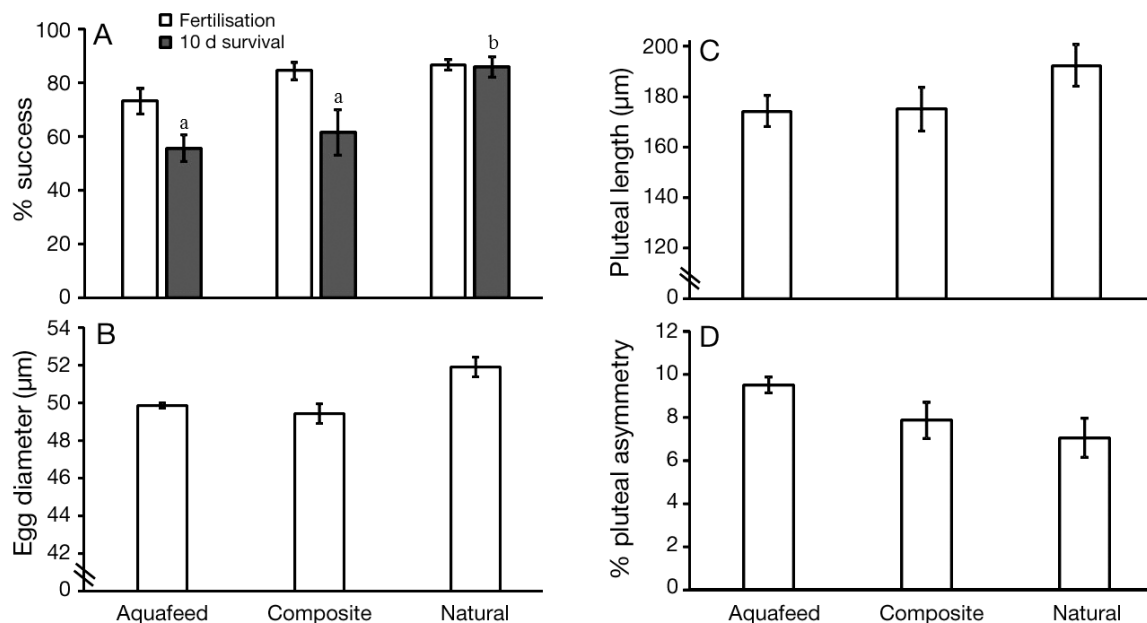 A
Fertilisation
10 d survival
% success
100
80
60
40
20
0
a
a
b
B
Egg diameter (µm)
54
52
50
48
46
44
42
0
Aquafeed Composite Natural
C
Pluteal length (µm)
200
180
160
140
120
0
D
% pluteal asymmetry
12
10
8
6
4
2
0
Aquafeed Composite Natural